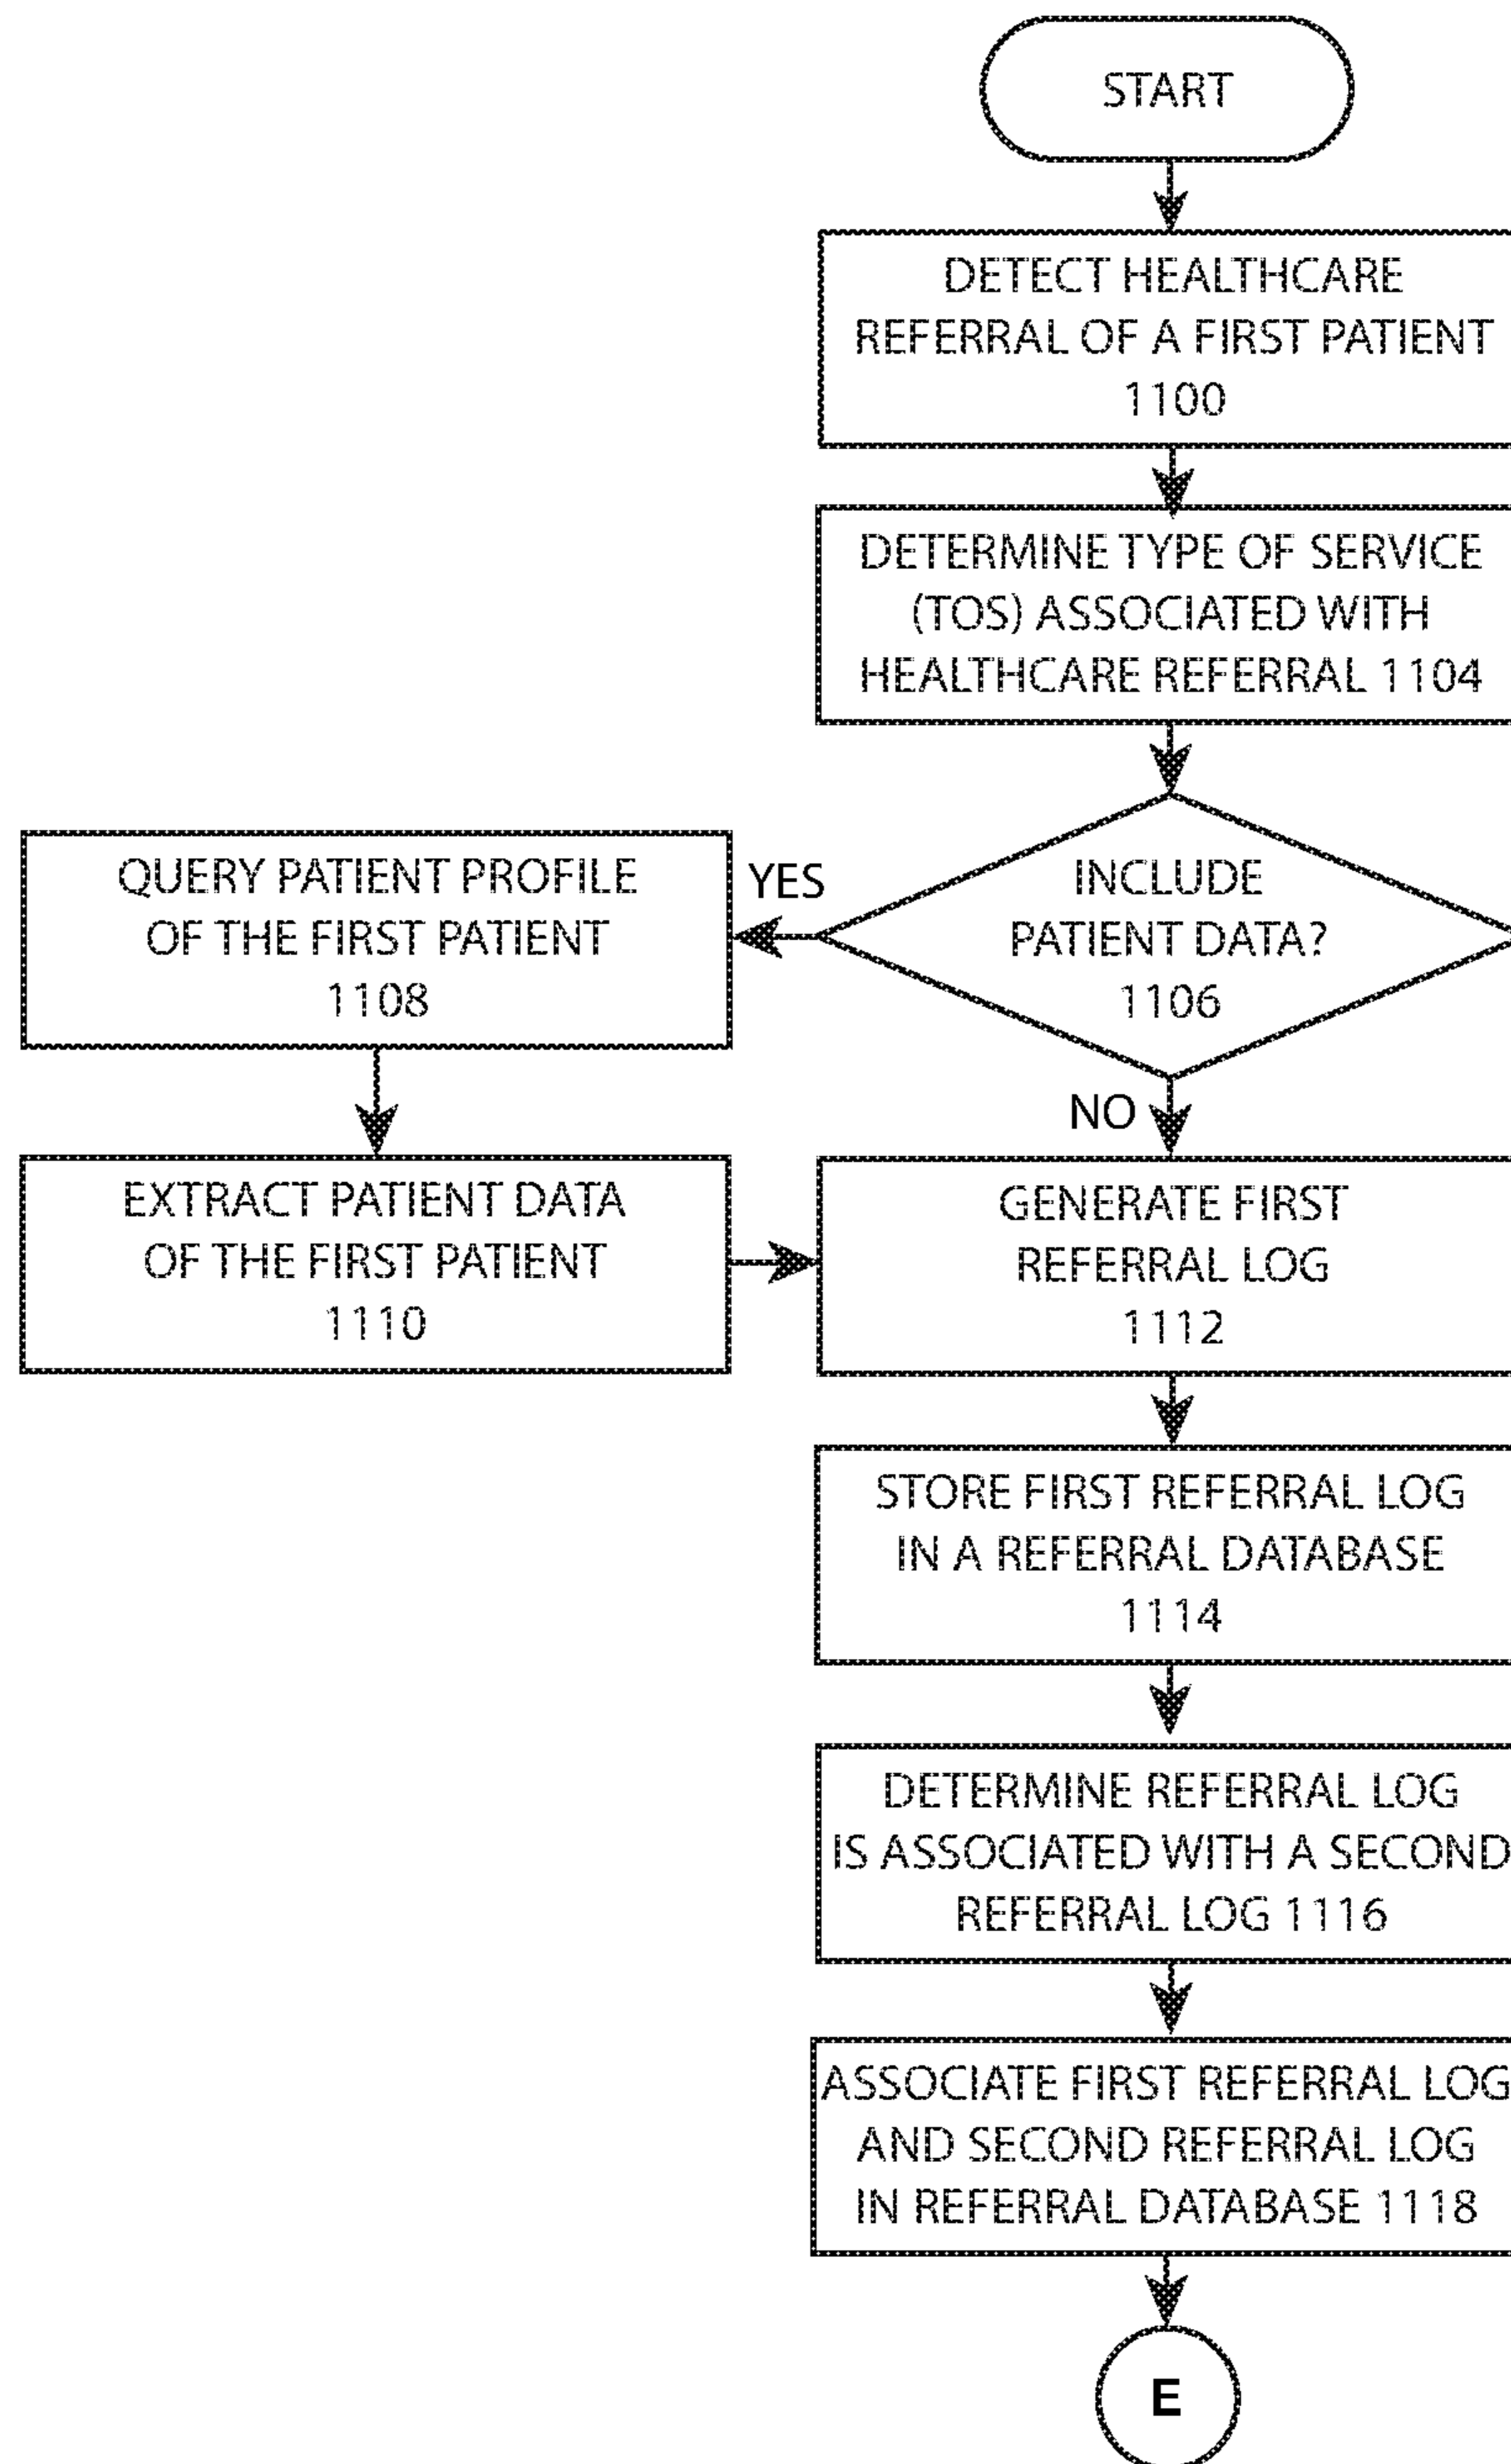 START
DETECT HEALTHCARE
REFERRAL OF A FIRST PATIENT
1100
DETERMINE TYPE OF SERVICE
(TOS) ASSOCIATED WITH
HEALTHCARE REFERRAL 1104
INCLUDE
PATIENT DATA?
1106
YES
QUERY PATIENT PROFILE
OF THE FIRST PATIENT
1108
NO
EXTRACT PATIENT DATA
OF THE FIRST PATIENT
1110
GENERATE FIRST
REFERRAL LOG
1112
STORE FIRST REFERRAL LOG
IN A REFERRAL DATABASE
1114
DETERMINE REFERRAL LOG
IS ASSOCIATED WITH A SECOND
REFERRAL LOG 1116
ASSOCIATE FIRST REFERRAL LOG
AND SECOND REFERRAL LOG
IN REFERRAL DATABASE 1118
E